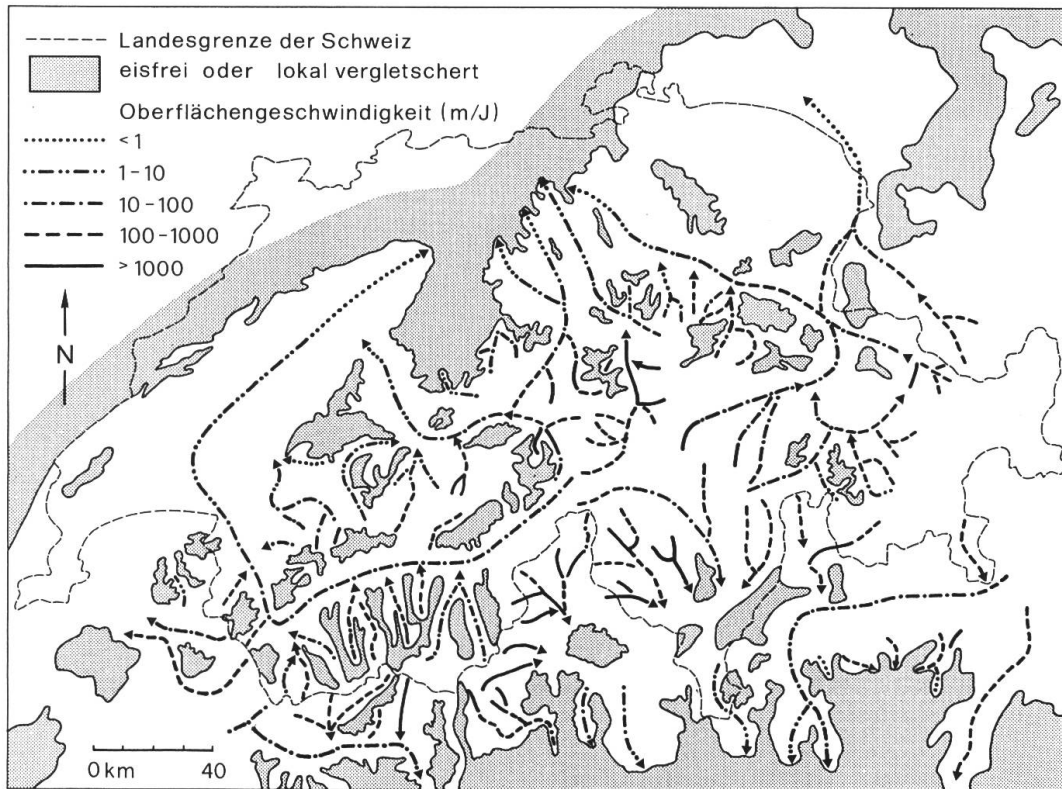 Landesgrenze der Schweiz
eisfrei oder lokal vergletschert
Oberflächengeschwindigkeit (m/J)
< 1
1-10
10-100
100-1000
> 1000
N
0 km 40